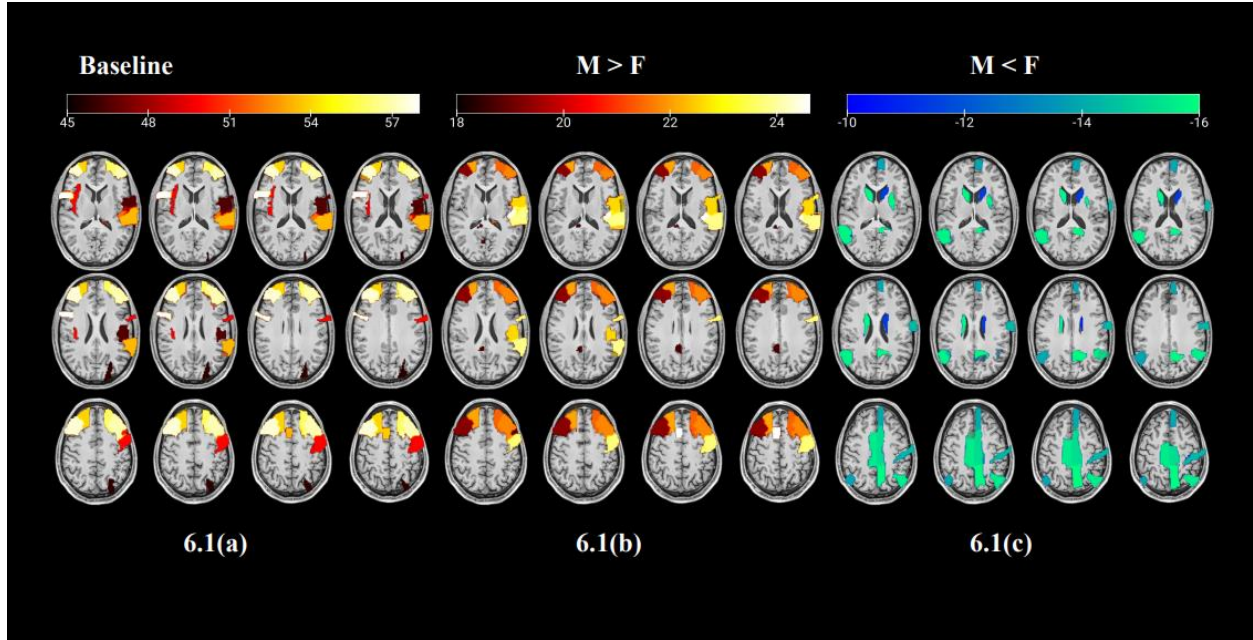 Baseline
M > F
M < F
45 48 51 54 57
18 20 22 24
-10 -12 -14 -16
6.1(a)
6.1(b)
6.1(c)